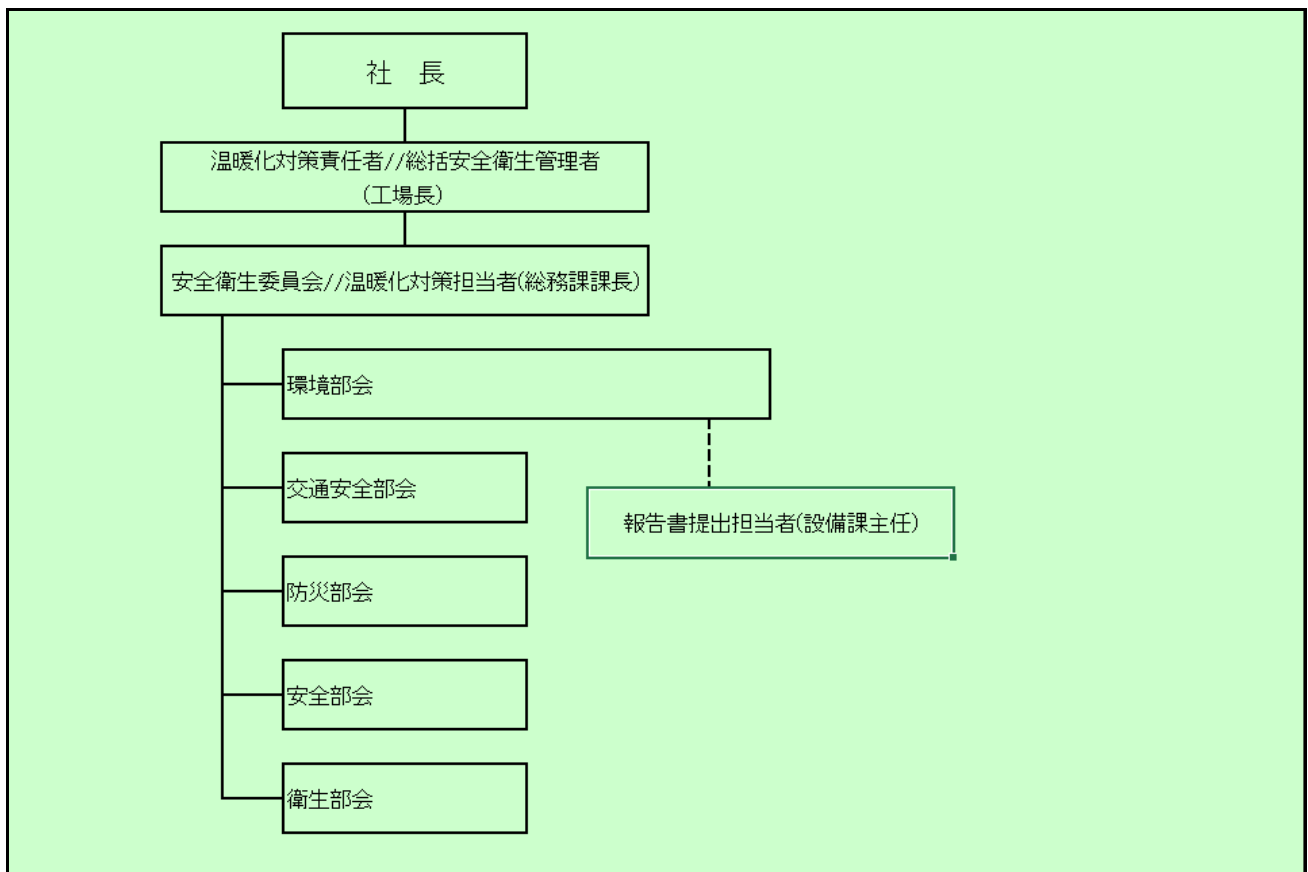 社　長
温暖化対策責任者//総括安全衛生管理者
(工場長)
安全衛生委員会//温暖化対策担当者(総務課課長)
環境部会
交通安全部会
報告書提出担当者(設備課主任)
防災部会
安全部会
衛生部会